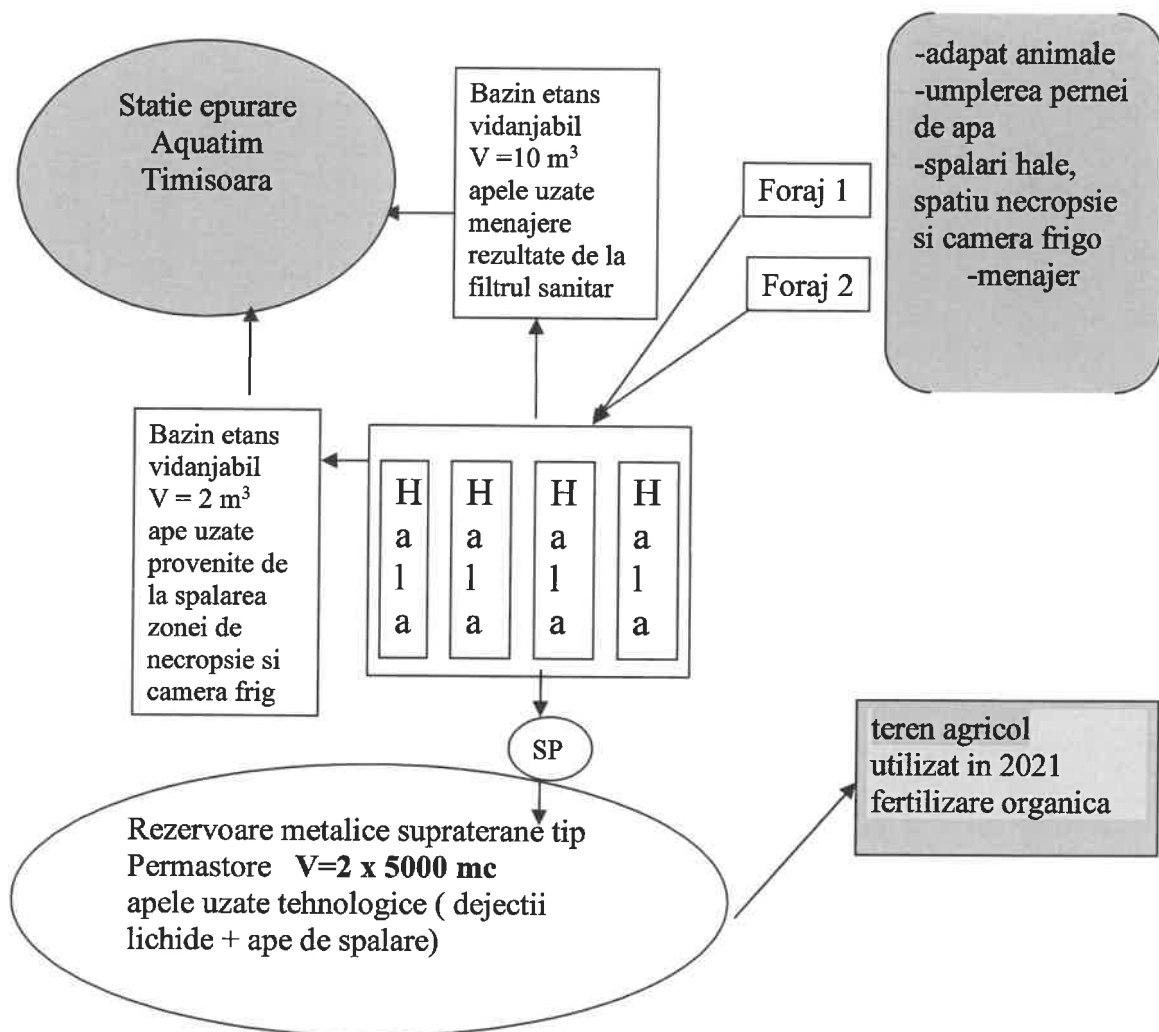 Statie epurare
Aquatim
Timisoara
Bazin etans
vidanjabil
V =10 m³
apele uzate
menajere
rezultate de la
filtrul sanitar
Foraj 1
Foraj 2
-adapat animale
-umplerea pernei
de apa
-spalari hale,
spatiu necropsie
si camera frigo
-menajer
Bazin etans
vidanjabil
V = 2 m³
ape uzate
provenite de
la spalarea
zonei de
necropsie si
camera frig
Hala
Hala
Hala
Hala
SP
Rezervoare metalice supraterane tip
Permastore V=2 x 5000 mc
apele uzate tehnologice ( dejectii
lichide + ape de spalare)
teren agricol
utilizat in 2021
fertilizare organica